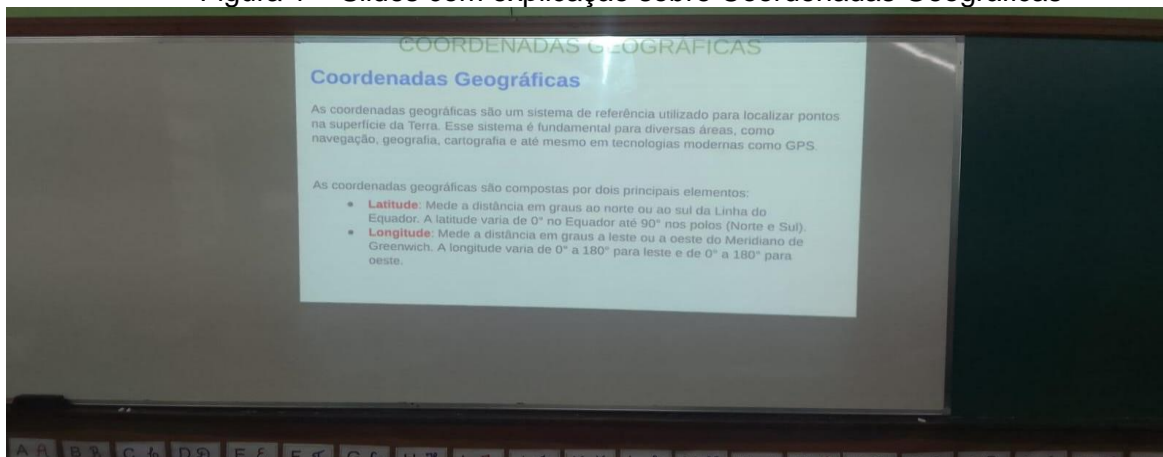 Figura 1 – Slides com explicação sobre Coordenadas Geográficas
COORDENADAS GEOGRÁFICAS
Coordenadas Geográficas
As coordenadas geográficas são um sistema de referência utilizado para localizar pontos
na superfície da Terra. Esse sistema é fundamental para diversas áreas, como
navegação, geografia, cartografia e até mesmo em tecnologias modernas como GPS.
As coordenadas geográficas são compostas por dois principais elementos:
• Latitude: Mede a distância em graus ao norte ou ao sul da Linha do
Equador. A latitude varia de 0° no Equador até 90° nos polos (Norte e Sul).
• Longitude: Mede a distância em graus a leste ou a oeste do Meridiano de
Greenwich. A longitude varia de 0° a 180° para leste e de 0° a 180° para
oeste.
A A B B C D D E E F G